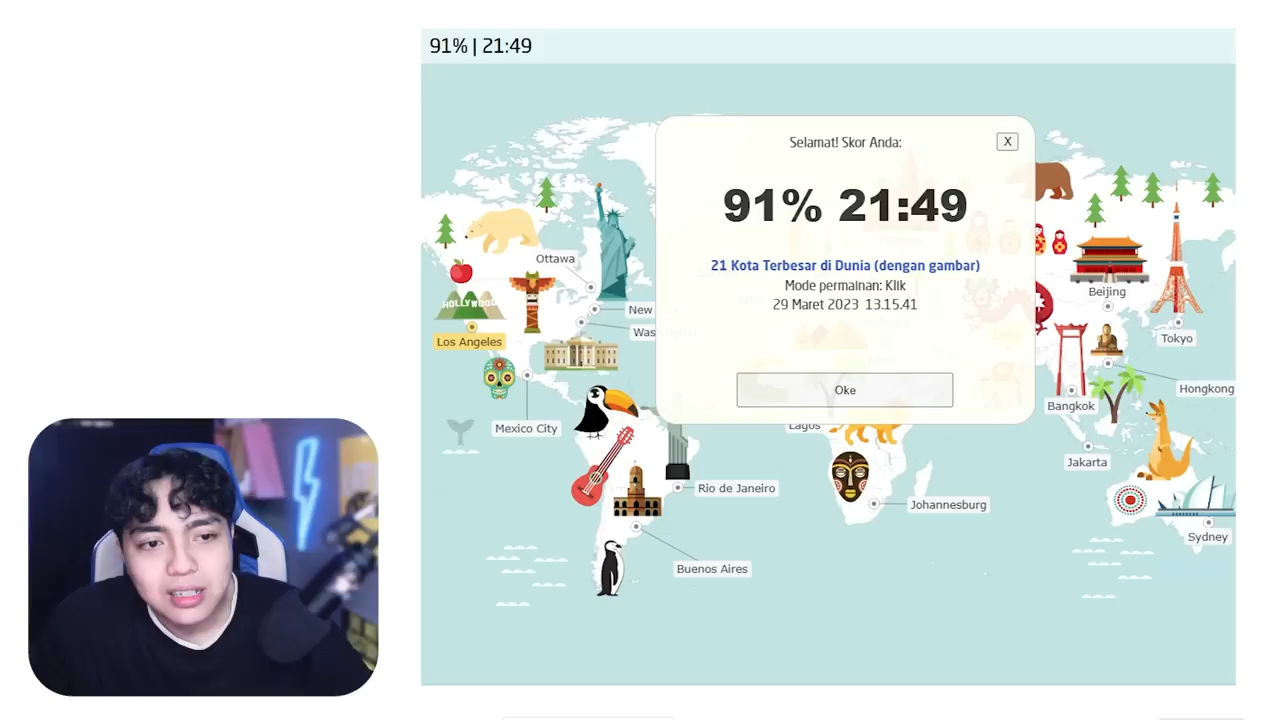 91% | 21:49
Selamat! Skor Anda:
X
91% 21:49
21 Kota Terbesar di Dunia (dengan gambar)
Mode permainan: Klik
29 Maret 2023 13.15.41
Oke
Ottawa
HOLLYWOOD
New
Los Angeles
Mexico City
Beijing
Tokyo
Hongkong
Bangkok
Lagos
Jakarta
Rio de Janeiro
Johannesburg
Sydney
Buenos Aires